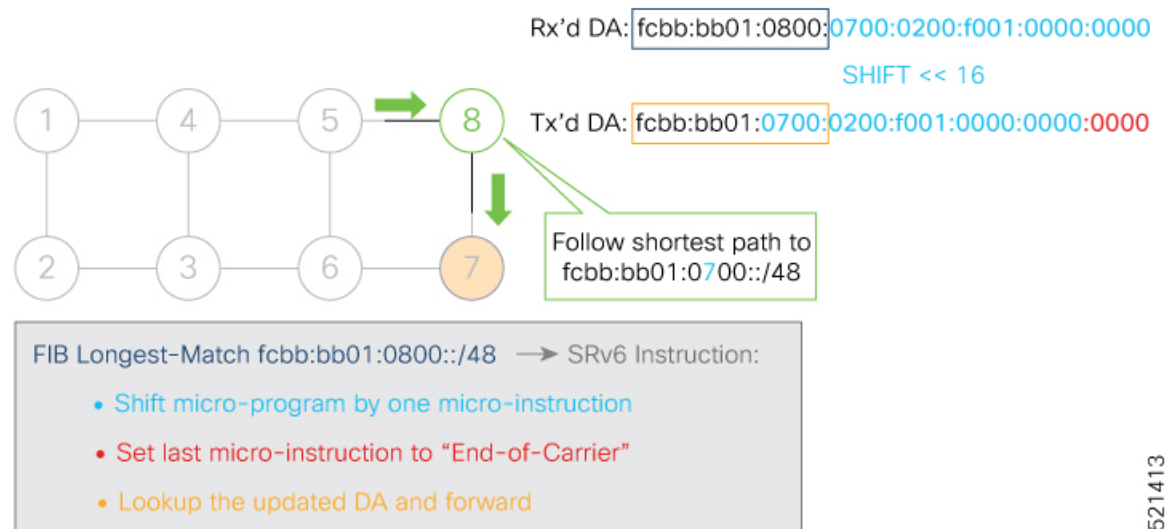 Rx'd DA: fcbb:bb01:0800:0700:0200:f001:0000:0000
SHIFT << 16
Tx'd DA: fcbb:bb01:0700:0200:f001:0000:0000:0000
1
4
5
8
2
3
6
7
Follow shortest path to
fcbb:bb01:0700::/48
FIB Longest-Match fcbb:bb01:0800::/48 → SRv6 Instruction:
• Shift micro-program by one micro-instruction
• Set last micro-instruction to “End-of-Carrier”
• Lookup the updated DA and forward
521413